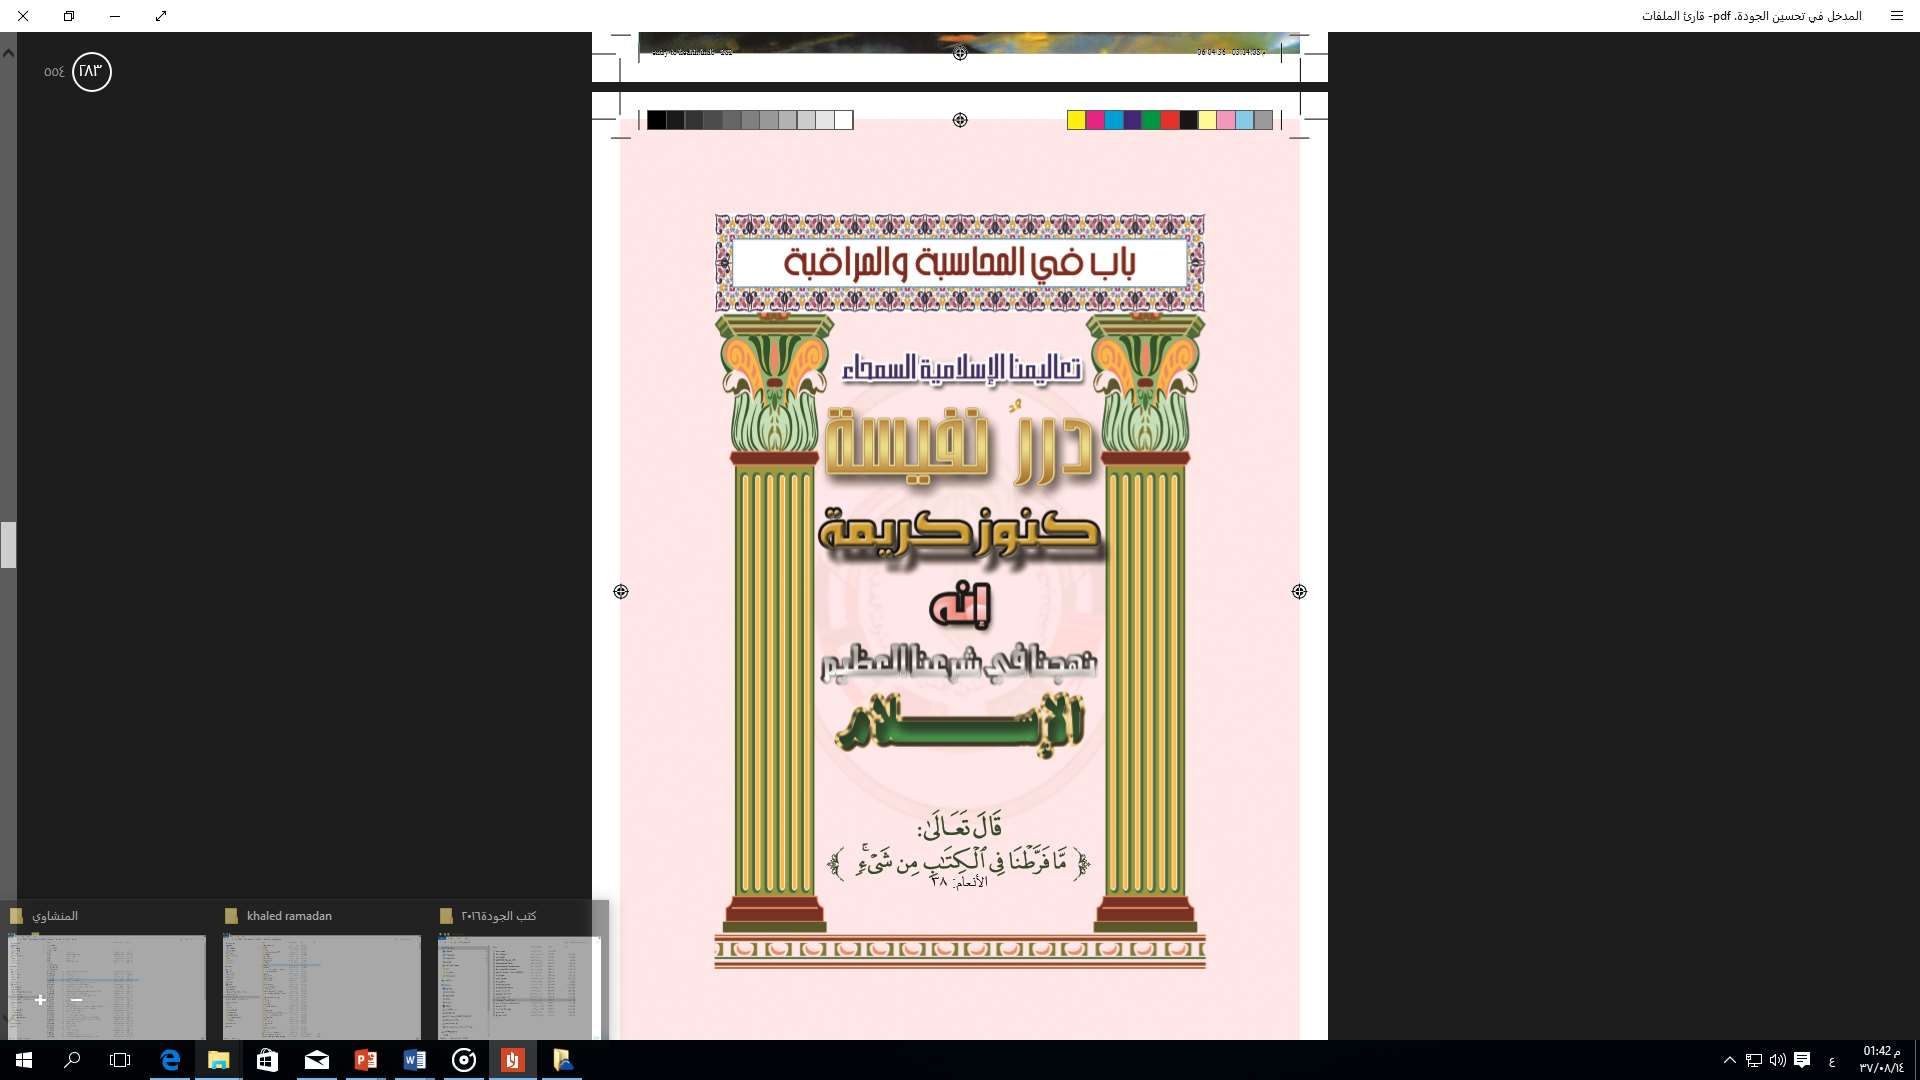 المدخل في تحسين الجودة. pdf- قارئ الملفات
٢٨٣
٥٥٤
باب في المحاسبة والمراقبة
تعاليمنا الإسلامية السمحاء
دررٌ نفيسة
كنوز كريمة
إنه
نهجنا في شرعنا العظيم
الإسلام
قَالَ تَعَالَىٰ:
﴿ مَّا فَرَّطْنَا فِي ٱلْكِتَٰبِ مِن شَيْءٍۚ ﴾
الأنعام: ٣٨
كتب الجودة٢٠١٦
khaled ramadan
المنشاوي
ع
01:42 م
٣٧/٠٨/١٤